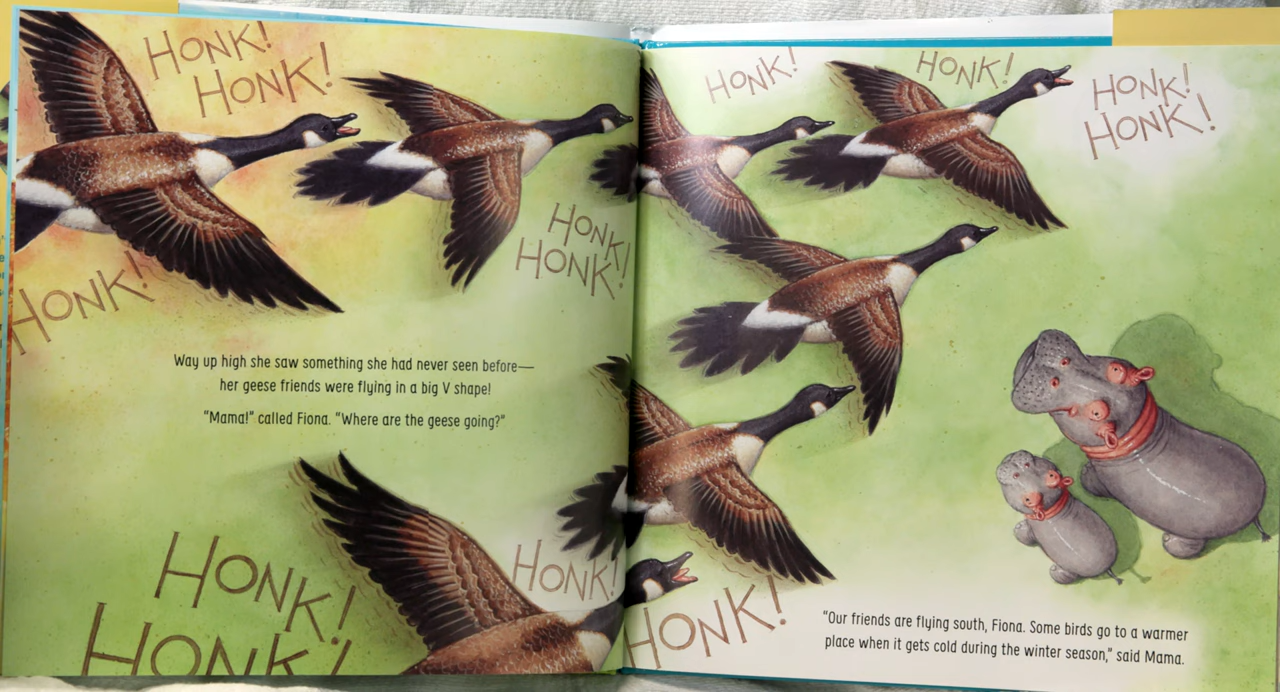 HONK!
HONK!
HONK!
HONK!
HONK!
Way up high she saw something she had never seen before—
her geese friends were flying in a big V shape!
"Mama!" called Fiona. "Where are the geese going?"
HONK!
HONK!
HONK!
HONK!
HONK!
HONK!
HONK!
HONK!
"Our friends are flying south, Fiona. Some birds go to a warmer
place when it gets cold during the winter season," said Mama.